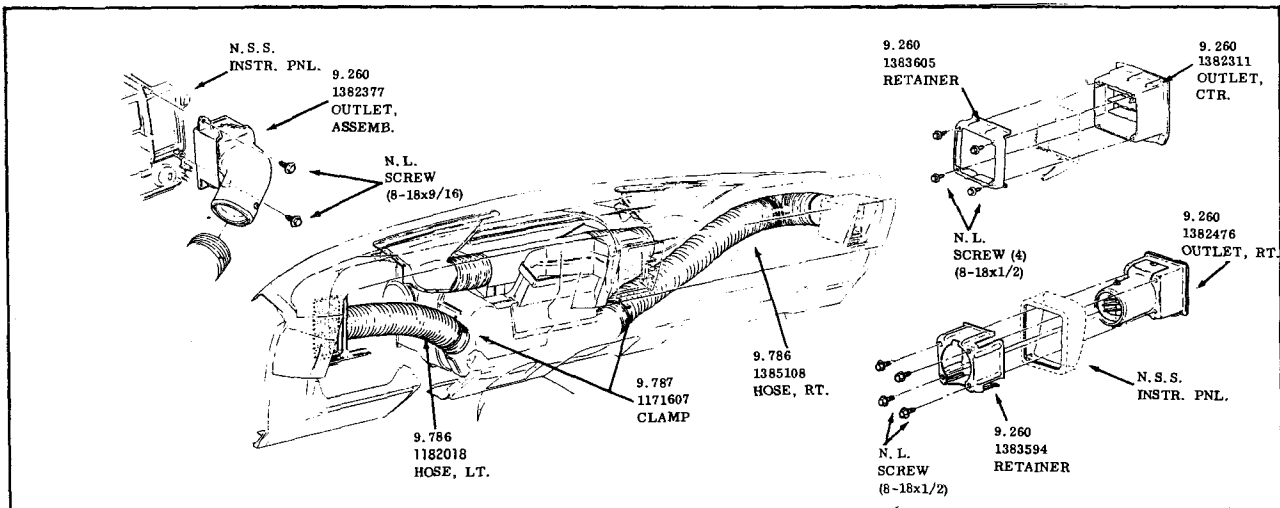 N.S.S.
INSTR. PNL.
9.260
1382377
OUTLET,
ASSEMB.
N.L.
SCREW
(8-18x9/16)
9.260
1383605
RETAINER
9.260
1382311
OUTLET,
CTR.
N.L.
SCREW (4)
(8-18x1/2)
9.260
1382476
OUTLET, RT.
9.786
1182018
HOSE, LT.
9.787
1171607
CLAMP
9.786
1385108
HOSE, RT.
N.S.S.
INSTR. PNL.
N.L.
SCREW
(8-18x1/2)
9.260
1383594
RETAINER